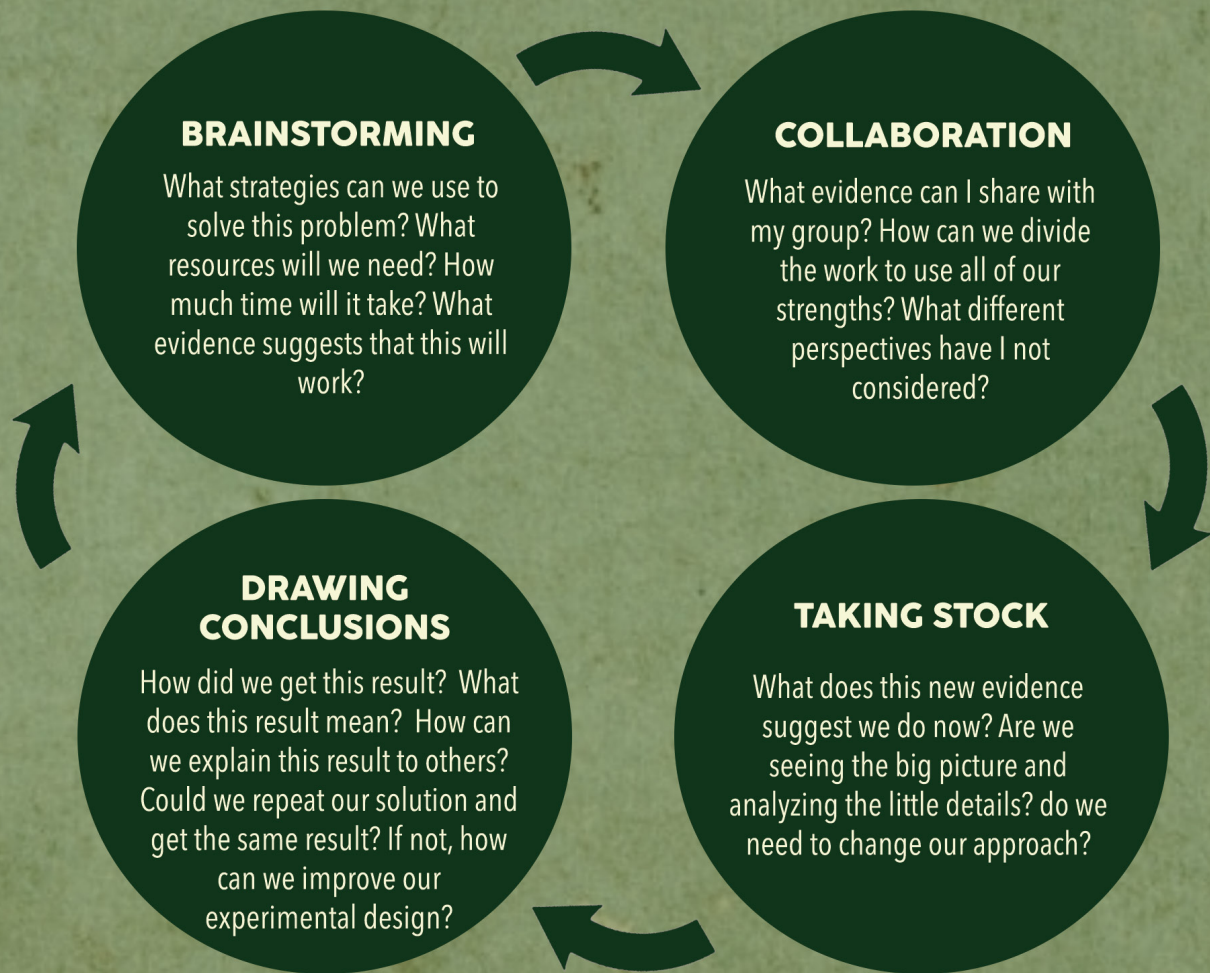 BRAINSTORMING
What strategies can we use to
solve this problem? What
resources will we need? How
much time will it take? What
evidence suggests that this will
work?
COLLABORATION
What evidence can I share with
my group? How can we divide
the work to use all of our
strengths? What different
perspectives have I not
considered?
TAKING STOCK
What does this new evidence
suggest we do now? Are we
seeing the big picture and
analyzing the little details? do we
need to change our approach?
DRAWING
CONCLUSIONS
How did we get this result?  What
does this result mean?  How can
we explain this result to others?
Could we repeat our solution and
get the same result? If not, how
can we improve our
experimental design?